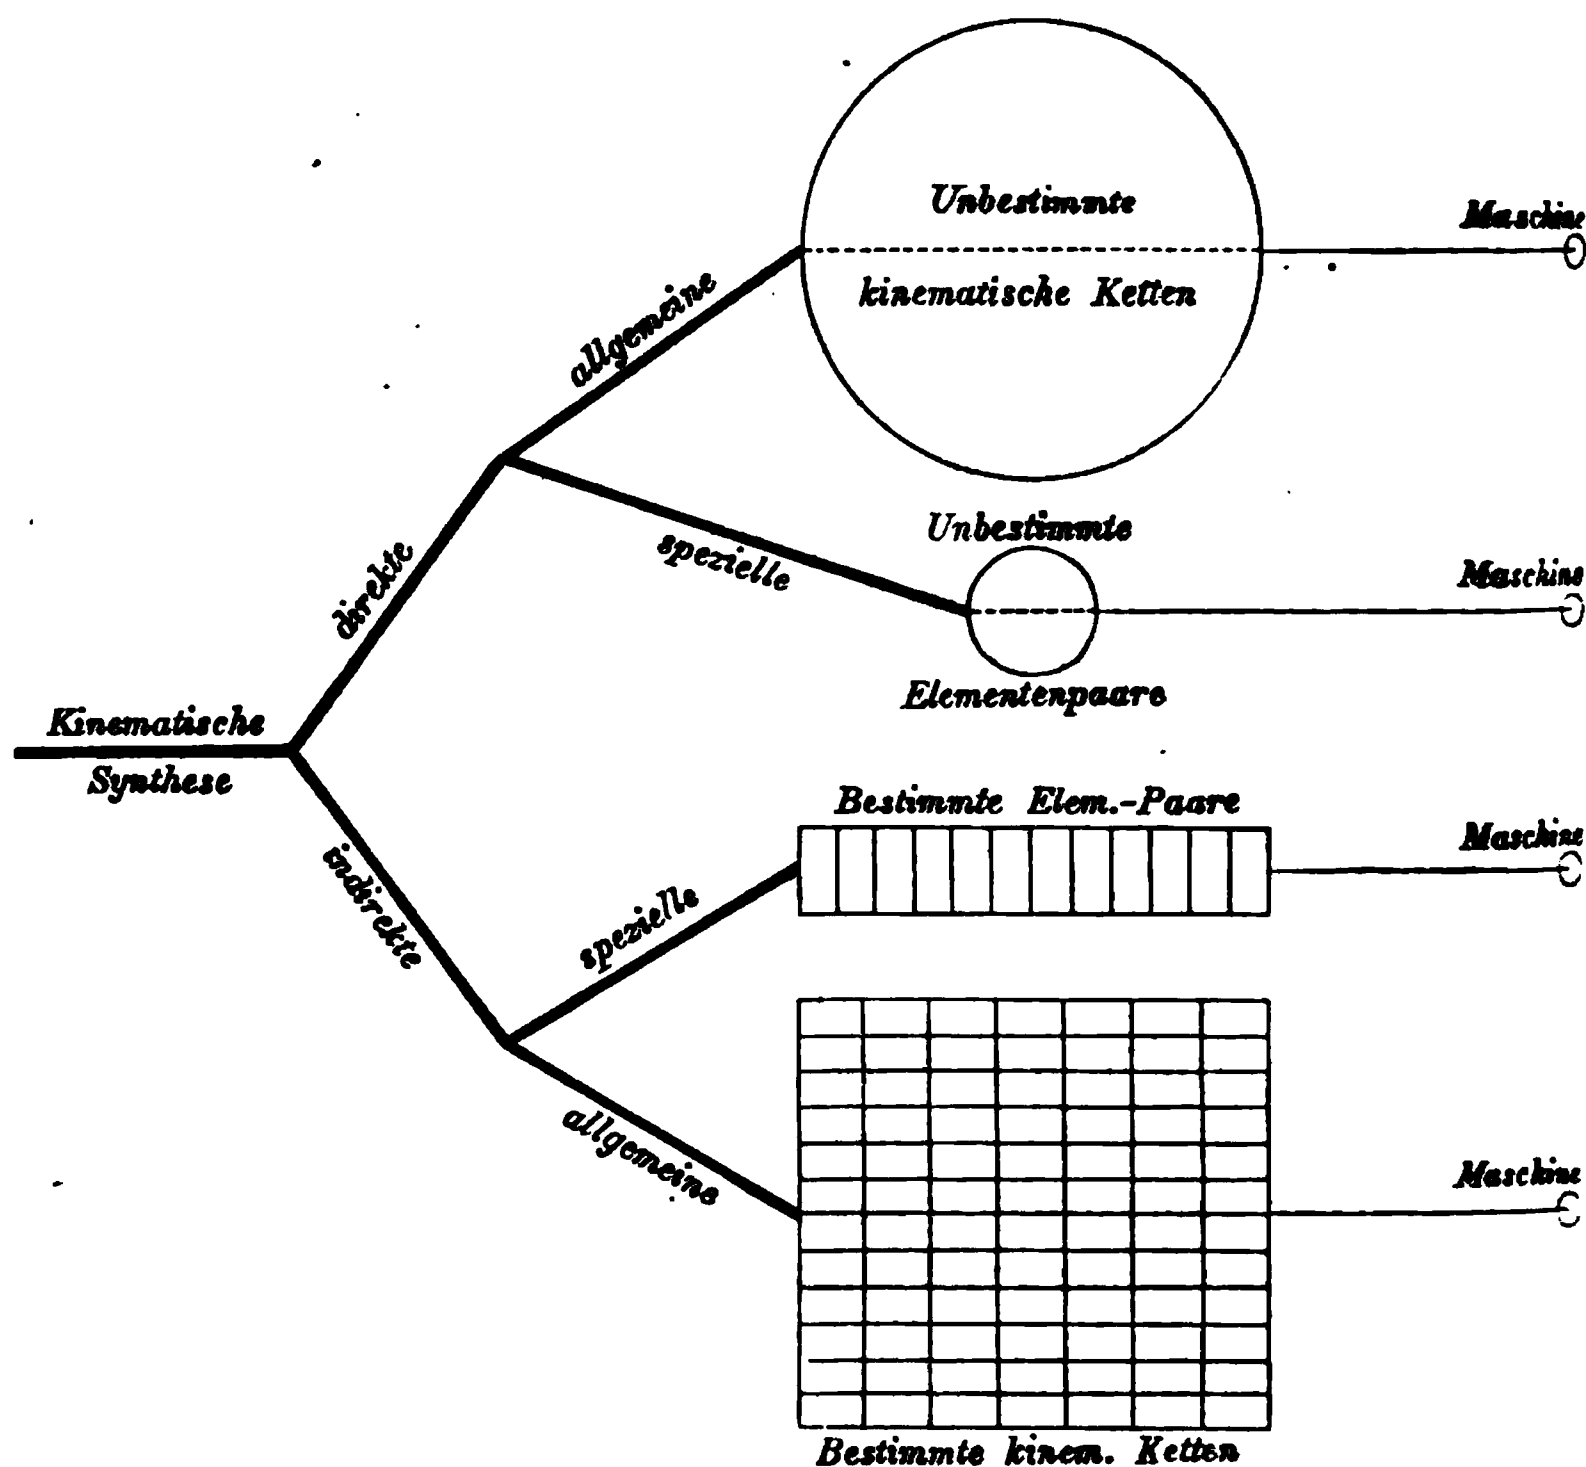 Unbestimmte
kinematische Ketten
Maschine
allgemeine
spezielle
Unbestimmte
Elementenpaare
Maschine
direkte
Kinematische
Synthese
indirekte
Bestimmte Elem.-Paare
Maschine
spezielle
allgemeine
Maschine
Bestimmte kinem. Ketten